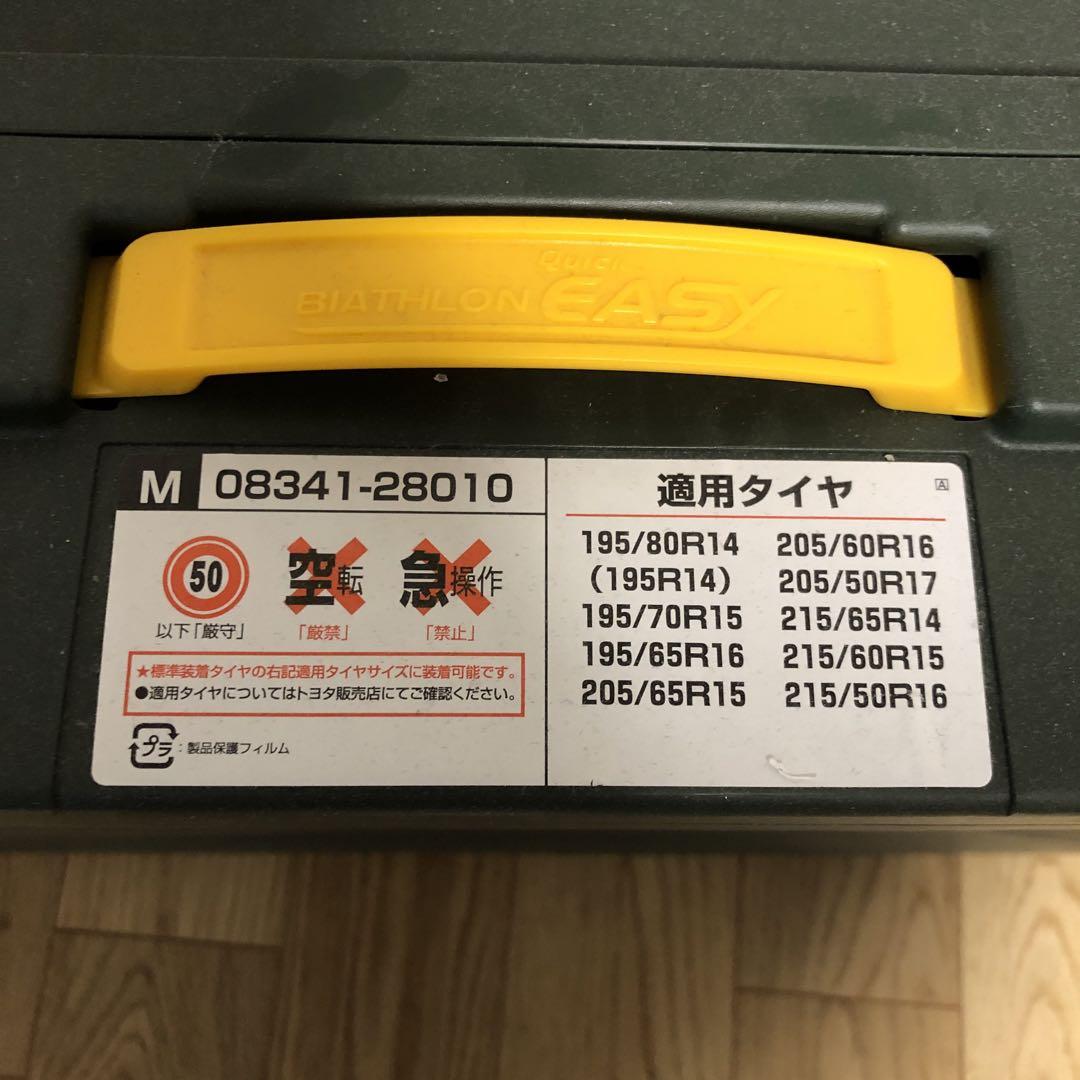 Quick
BIATHLON EASY
M 08341-28010
50
以下「厳守」
空転
「厳禁」
急操作
「禁止」
★標準装着タイヤの右記適用タイヤサイズに装着可能です。
●適用タイヤについてはトヨタ販売店にてご確認ください。
プラ:製品保護フィルム
適用タイヤ
A
195/80R14 205/60R16
(195R14) 205/50R17
195/70R15 215/65R14
195/65R16 215/60R15
205/65R15 215/50R16